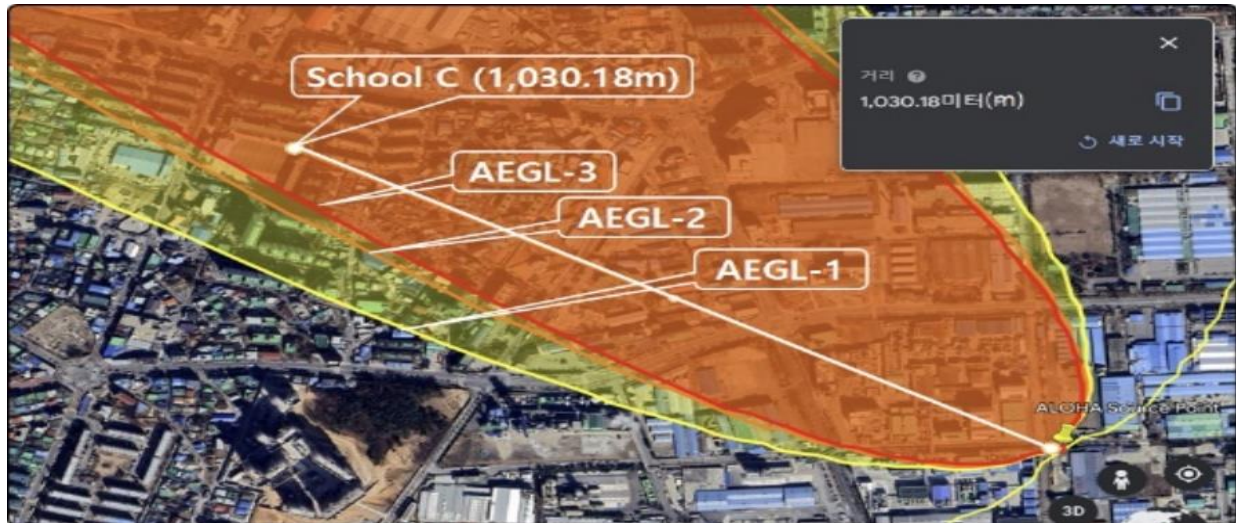 거리
1,030.18미터(m)
새로 시작
School C (1,030.18m)
AEGL-3
AEGL-2
AEGL-1
ALOHA Source Point
3D